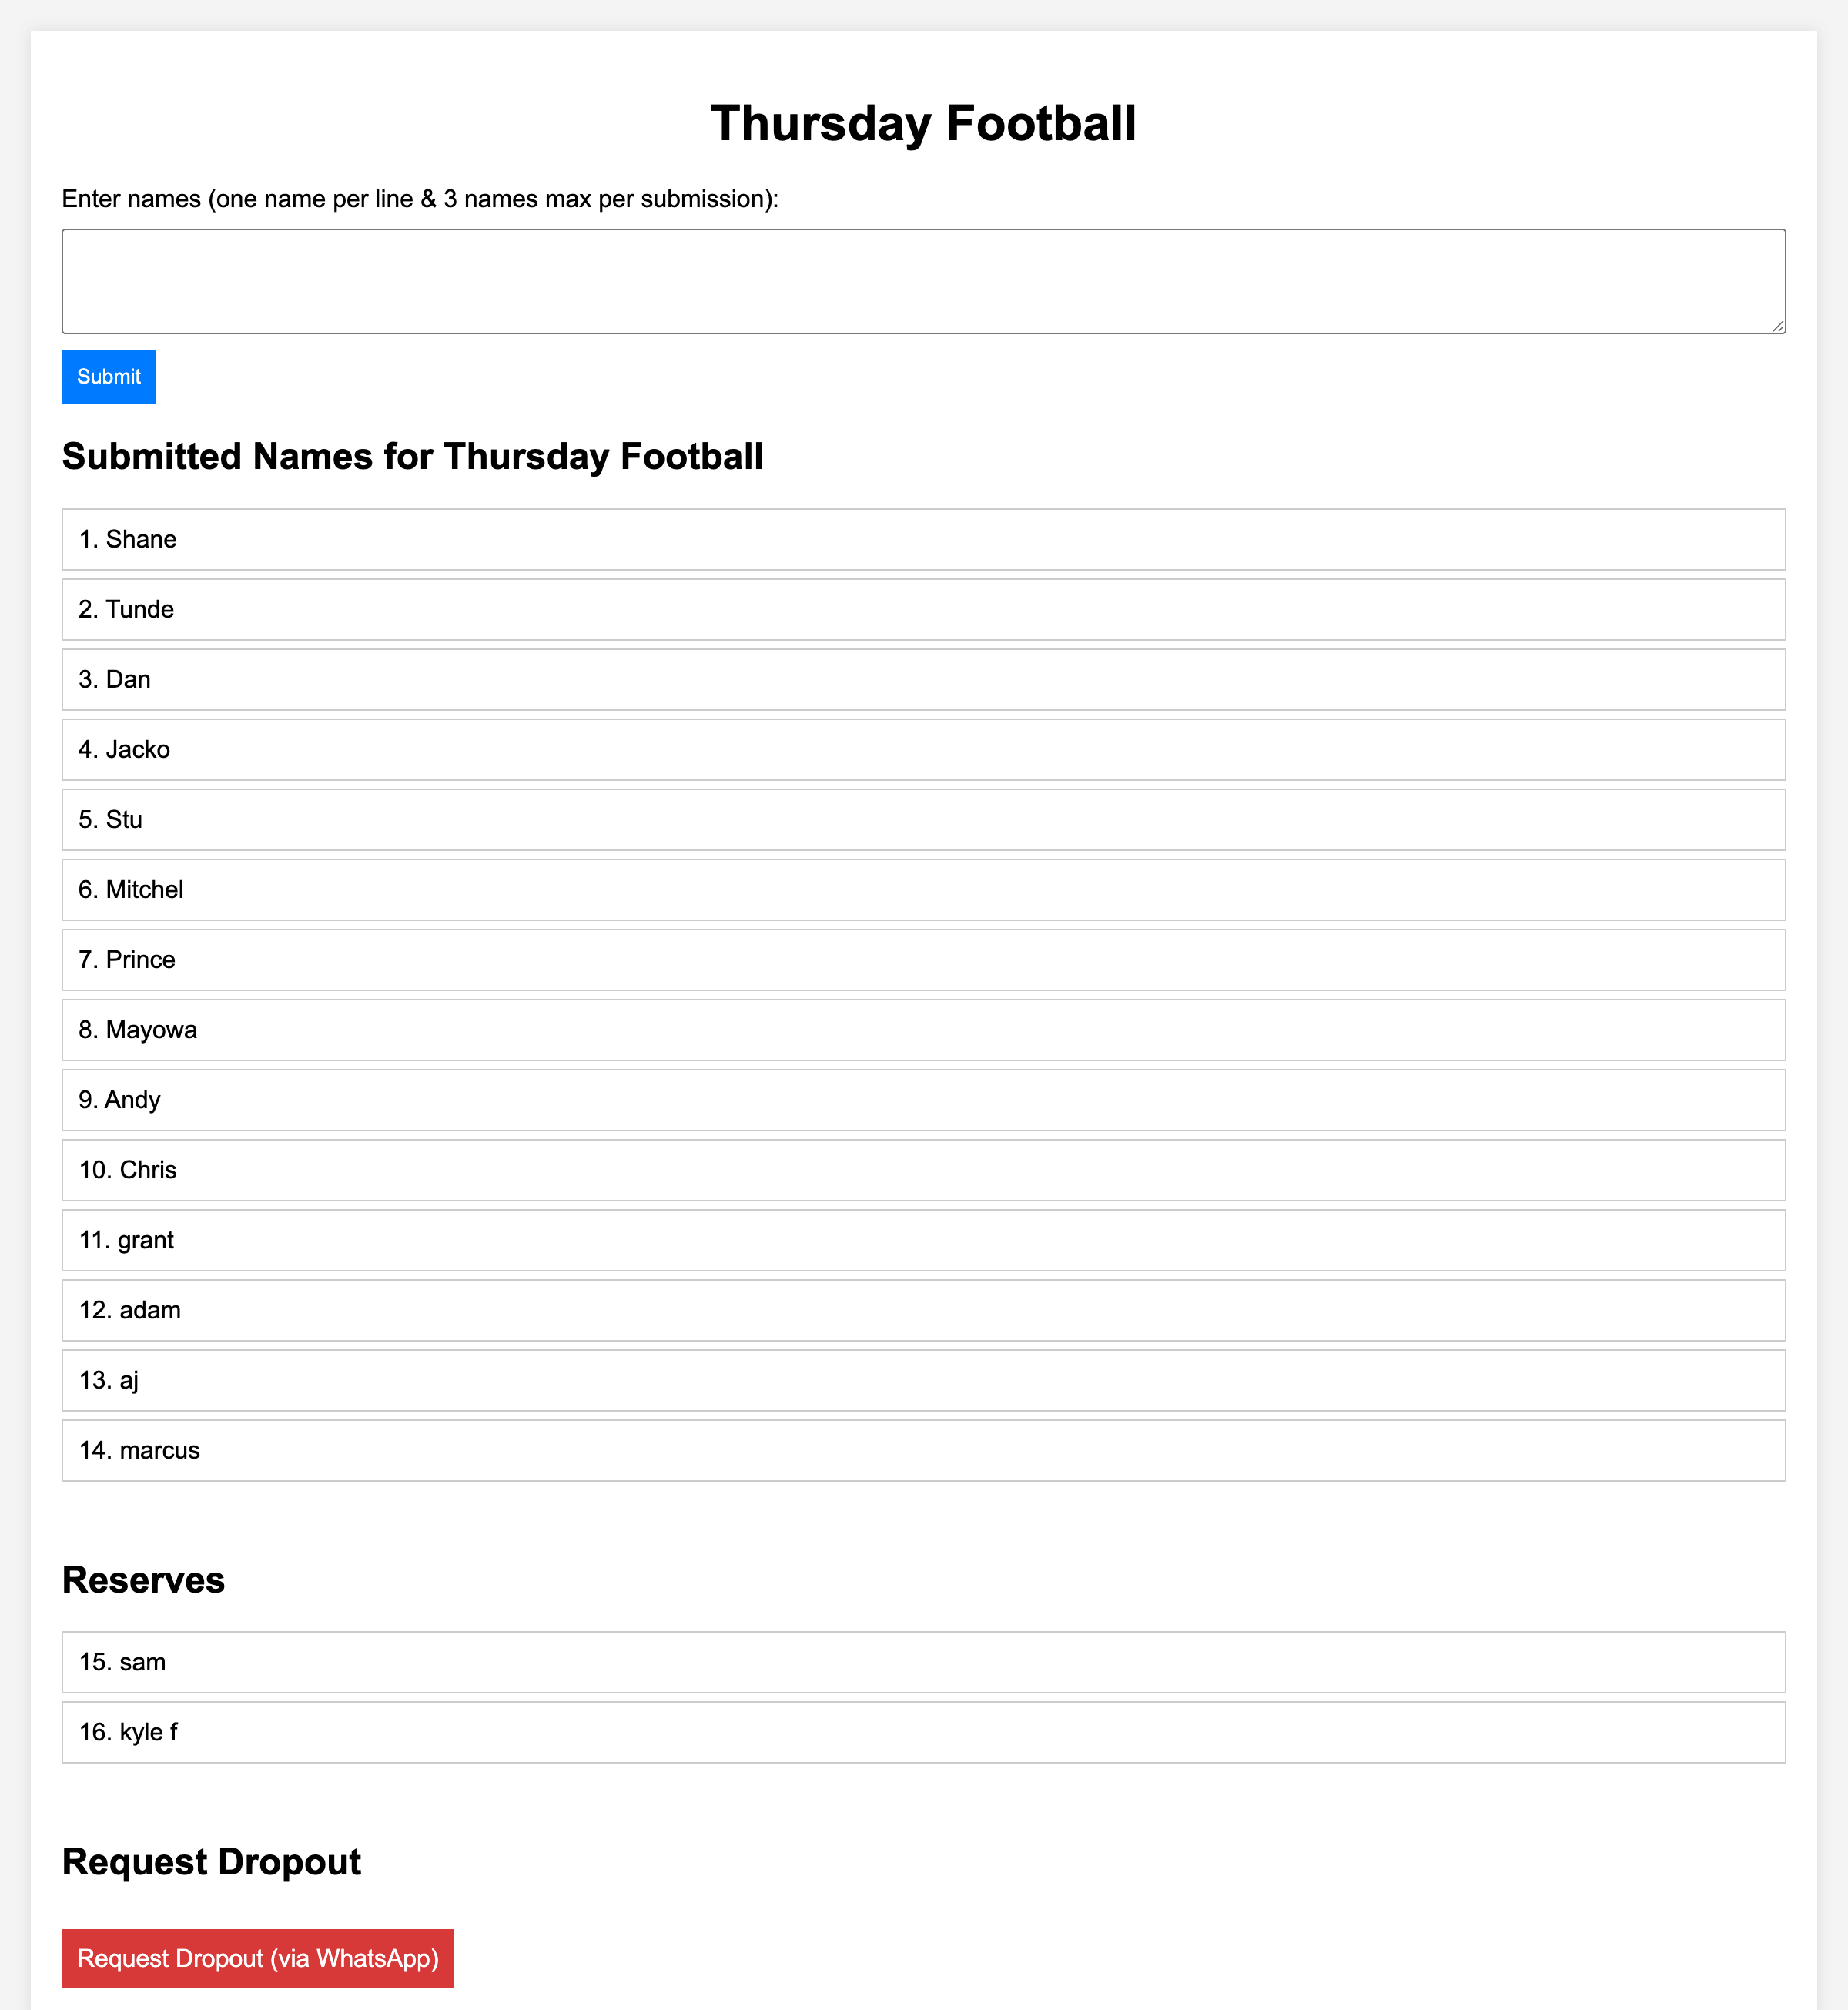 Thursday Football
Enter names (one name per line & 3 names max per submission):
Submit
Submitted Names for Thursday Football
1. Shane
2. Tunde
3. Dan
4. Jacko
5. Stu
6. Mitchel
7. Prince
8. Mayowa
9. Andy
10. Chris
11. grant
12. adam
13. aj
14. marcus
Reserves
15. sam
16. kyle f
Request Dropout
Request Dropout (via WhatsApp)